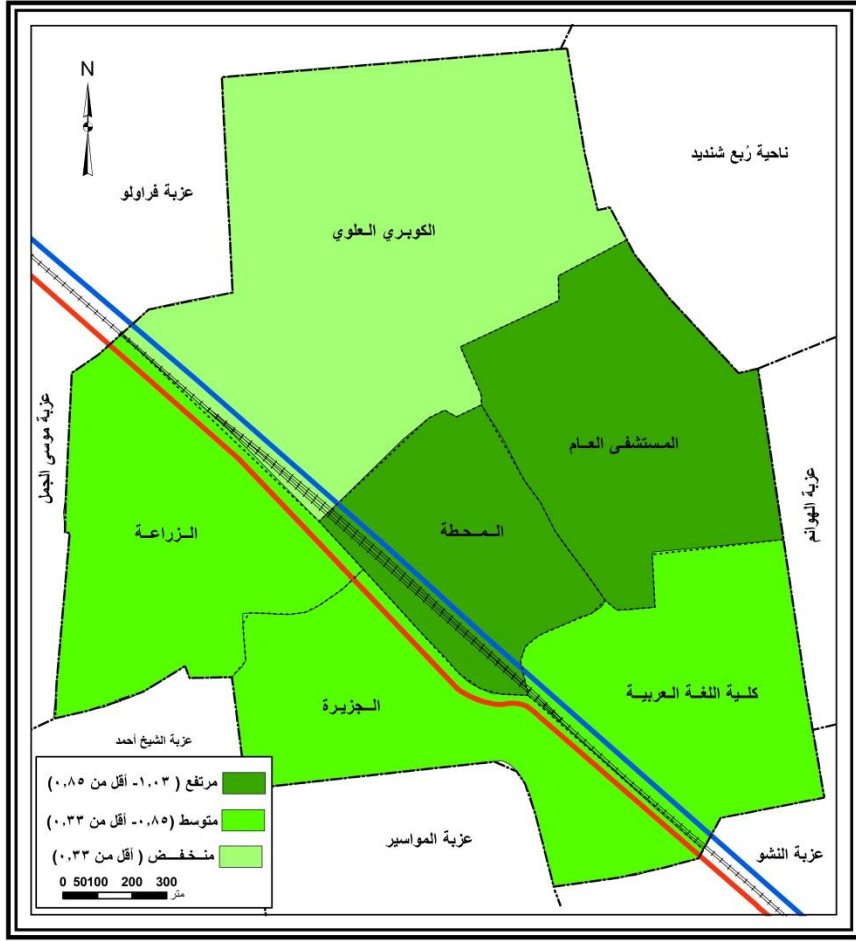 N
ناحية رُبع شنديد
عزبة فراولو
الكوبري العلوي
عزبة موسى الجمل
المستشفى العام
عزبة الهوانم
المحطة
الزراعة
كلية اللغة العربية
الجزيرة
عزبة الشيخ أحمد
عزبة المواسير
عزبة النشو
مرتفع ( ١,٠٣- أقل من ٠,٨٥)
متوسط (٠,٨٥- أقل من ٠,٣٣)
منخفض ( أقل من ٠,٣٣)
0 50100 200 300
متر